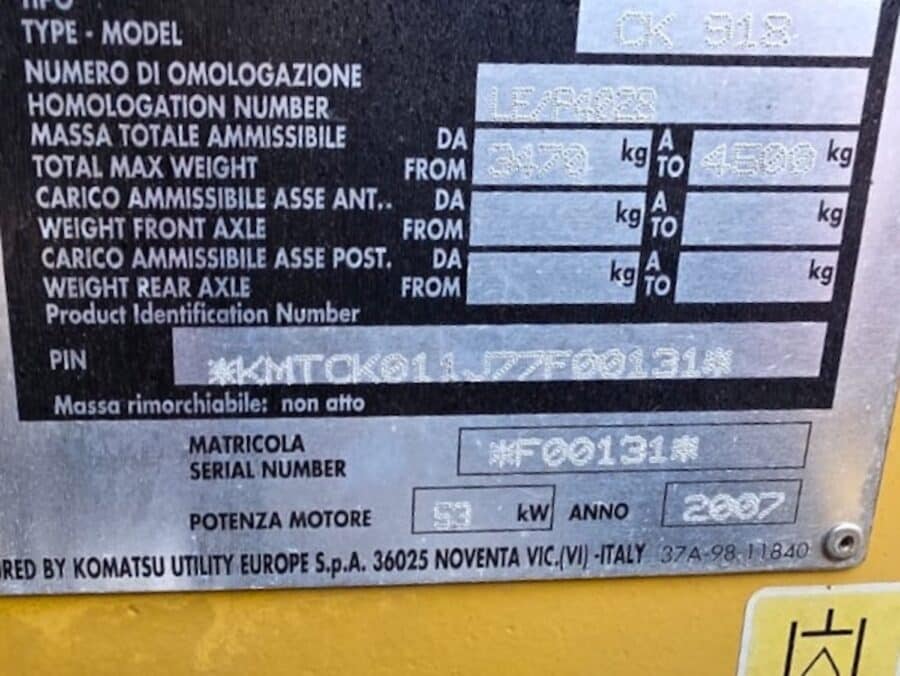 TIPO
TYPE - MODEL CK 918
NUMERO DI OMOLOGAZIONE
HOMOLOGATION NUMBER LE/A4028
MASSA TOTALE AMMISSIBILE DA A
TOTAL MAX WEIGHT FROM 3470 kg TO 4500 kg
CARICO AMMISSIBILE ASSE ANT.. DA kg A kg
WEIGHT FRONT AXLE FROM TO
CARICO AMMISSIBILE ASSE POST. DA kg A kg
WEIGHT REAR AXLE FROM TO
Product Identification Number
PIN *KMTCK011J77F00131*
Massa rimorchiabile: non atto
MATRICOLA
SERIAL NUMBER *F00131*
POTENZA MOTORE 53 kW ANNO 2007
RED BY KOMATSU UTILITY EUROPE S.p.A. 36025 NOVENTA VIC.(VI) -ITALY 37A-98-11840